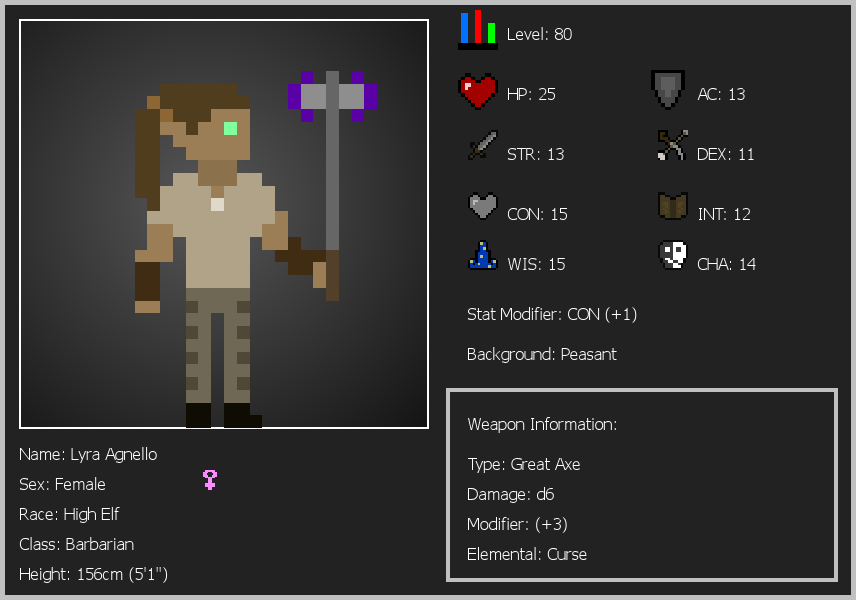 Level: 80
HP: 25
AC: 13
STR: 13
DEX: 11
CON: 15
INT: 12
WIS: 15
CHA: 14
Stat Modifier: CON (+1)
Background: Peasant
Weapon Information:
Type: Great Axe
Damage: d6
Modifier: (+3)
Elemental: Curse
Name: Lyra Agnello
Sex: Female
Race: High Elf
Class: Barbarian
Height: 156cm (5'1")